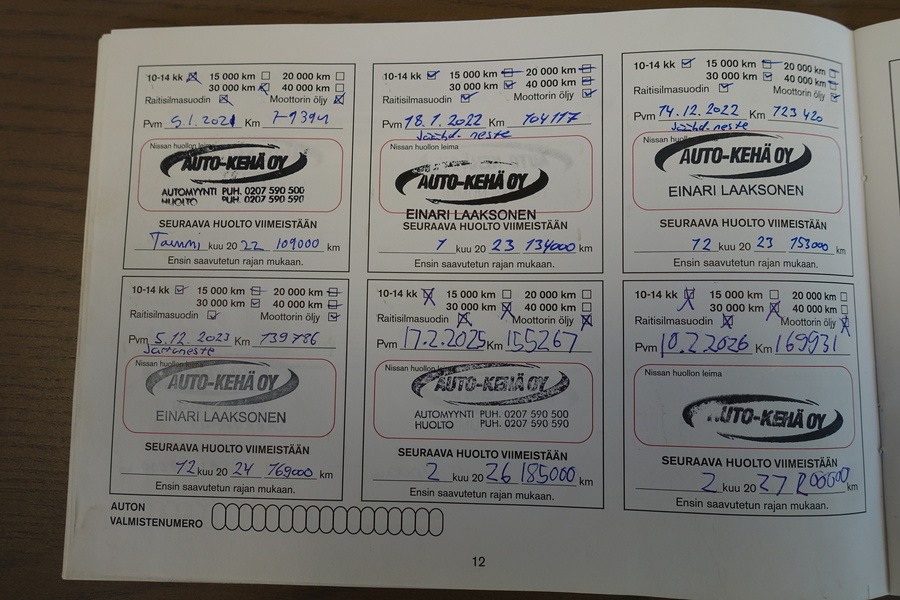 10-14 kk 15 000 km 20 000 km
30 000 km 40 000 km
Raitisilmasuodin Moottorin öljy
Pvm 5.1.2021 Km
Nissan huollon leima
AUTO-KEHÄ OY
AUTOMYYNTI PUH. 0207 590 500
HUOLTO PUH. 0207 590 590
SEURAAVA HUOLTO VIIMEISTÄÄN
Tammi kuu 20 22 109000 km
Ensin saavutetun rajan mukaan.
10-14 kk 15 000 km 20 000 km
30 000 km 40 000 km
Raitisilmasuodin Moottorin öljy
Pvm 18.1.2022 Km 104117
Jäähd. neste
Nissan huollon leima
AUTO-KEHÄ OY
EINARI LAAKSONEN
SEURAAVA HUOLTO VIIMEISTÄÄN
1 kuu 20 23 134000 km
Ensin saavutetun rajan mukaan.
10-14 kk 15 000 km 20 000 km
30 000 km 40 000 km
Raitisilmasuodin Moottorin öljy
Pvm 14.12.2022 Km 123420
Jäähd. neste
Nissan huollon leima
AUTO-KEHÄ OY
EINARI LAAKSONEN
SEURAAVA HUOLTO VIIMEISTÄÄN
12 kuu 20 23 153000 km
Ensin saavutetun rajan mukaan.
10-14 kk 15 000 km 20 000 km
30 000 km 40 000 km
Raitisilmasuodin Moottorin öljy
Pvm 5.12.2023 Km 139786
Jarruneste
Nissan huollon leima
AUTO-KEHÄ OY
EINARI LAAKSONEN
SEURAAVA HUOLTO VIIMEISTÄÄN
12 kuu 20 24 169000 km
Ensin saavutetun rajan mukaan.
10-14 kk 15 000 km 20 000 km
30 000 km 40 000 km
Raitisilmasuodin Moottorin öljy
Pvm 17.2.2025 Km 155267
Nissan huollon leima
AUTO-KEHÄ OY
AUTOMYYNTI PUH. 0207 590 500
HUOLTO PUH. 0207 590 590
SEURAAVA HUOLTO VIIMEISTÄÄN
2 kuu 20 26 185000 km
Ensin saavutetun rajan mukaan.
10-14 kk 15 000 km 20 000 km
30 000 km 40 000 km
Raitisilmasuodin Moottorin öljy
Pvm 10.2.2026 Km 169931
Nissan huollon leima
AUTO-KEHÄ OY
SEURAAVA HUOLTO VIIMEISTÄÄN
2 kuu 20 27 200000 km
Ensin saavutetun rajan mukaan.
AUTON
VALMISTENUMERO
12